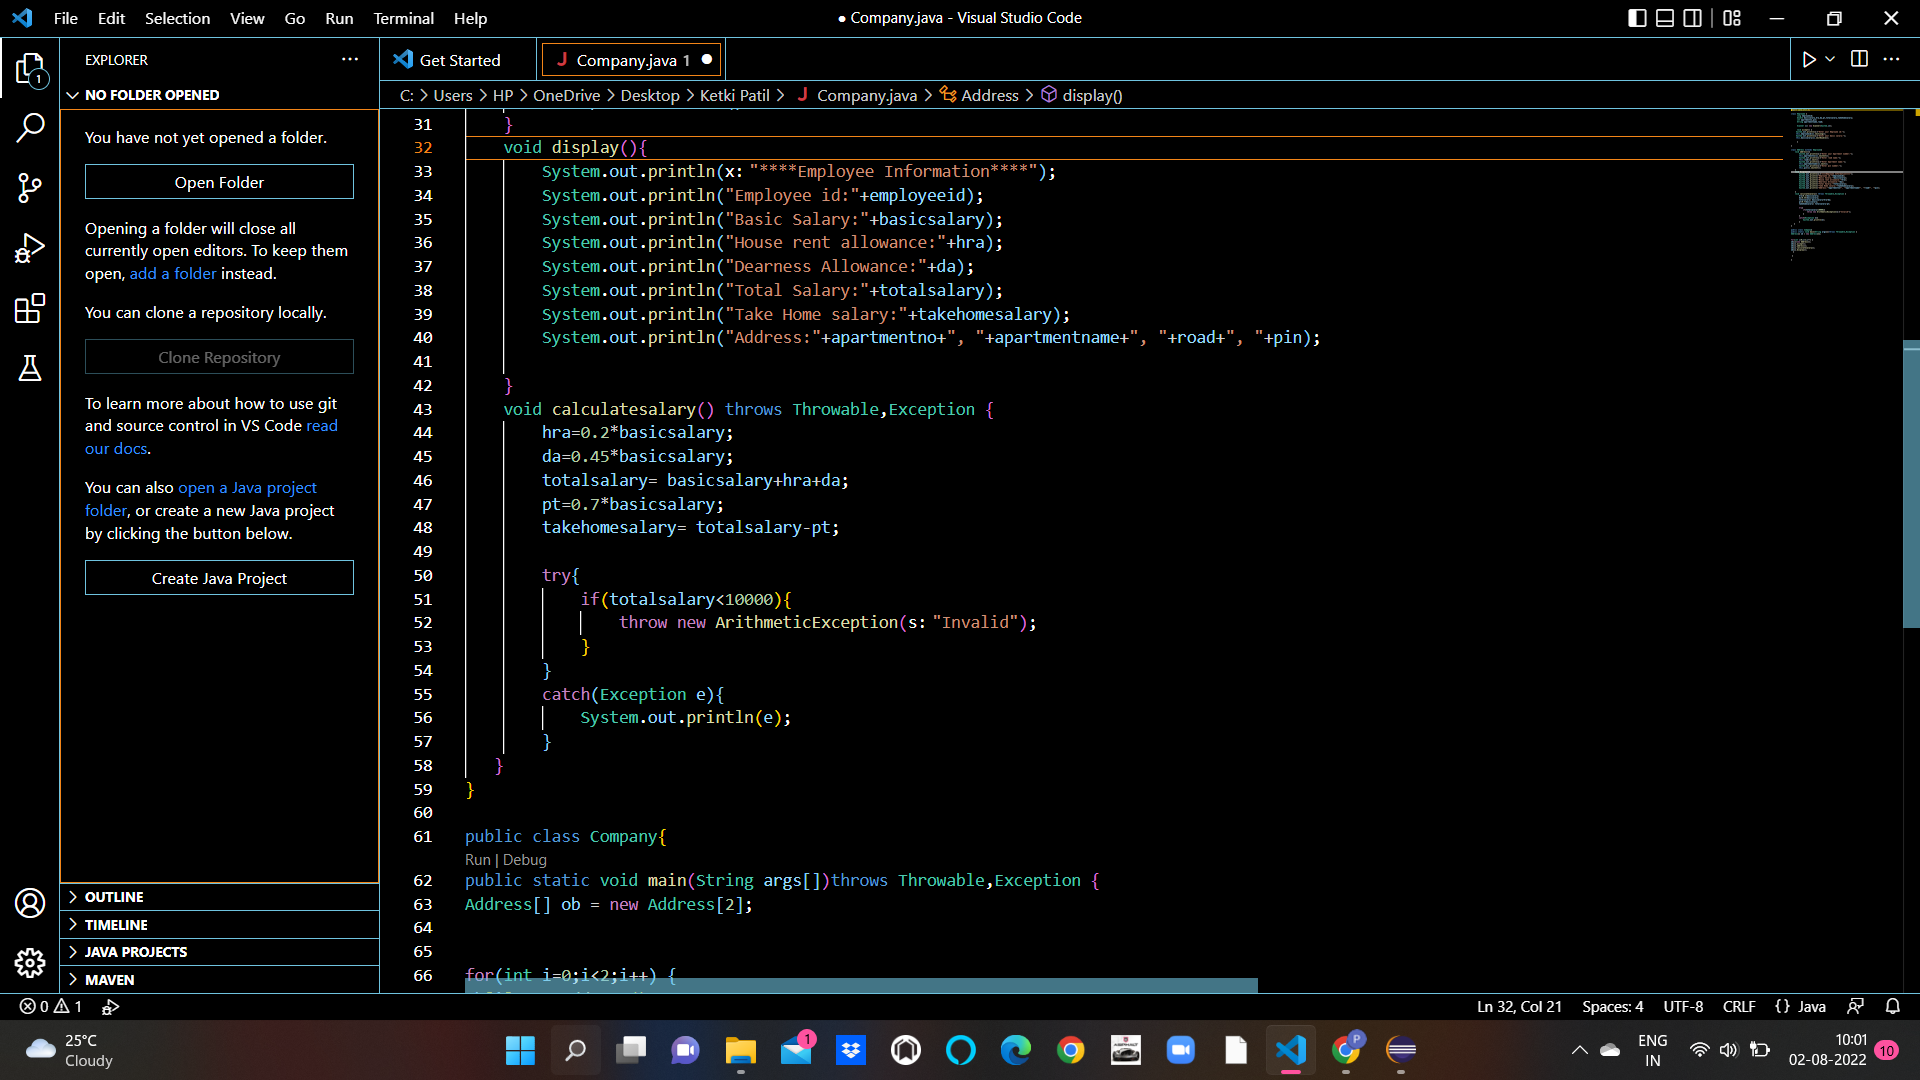 File Edit Selection View Go Run Terminal Help
● Company.java - Visual Studio Code
EXPLORER
NO FOLDER OPENED
You have not yet opened a folder.
Open Folder
Opening a folder will close all
currently open editors. To keep them
open, add a folder instead.
You can clone a repository locally.
Clone Repository
To learn more about how to use git
and source control in VS Code read
our docs.
You can also open a Java project
folder, or create a new Java project
by clicking the button below.
Create Java Project
OUTLINE
TIMELINE
JAVA PROJECTS
MAVEN
1
Get Started
J Company.java 1 ●
C: > Users > HP > OneDrive > Desktop > Ketki Patil > J Company.java > Address > display()
31 }
32 void display(){
33 System.out.println(x: "****Employee Information****");
34 System.out.println("Employee id:"+employeeid);
35 System.out.println("Basic Salary:"+basicsalary);
36 System.out.println("House rent allowance:"+hra);
37 System.out.println("Dearness Allowance:"+da);
38 System.out.println("Total Salary:"+totalsalary);
39 System.out.println("Take Home salary:"+takehomesalary);
40 System.out.println("Address:"+apartmentno+", "+apartmentname+", "+road+", "+pin);
41
42 }
43 void calculatesalary() throws Throwable,Exception {
44 hra=0.2*basicsalary;
45 da=0.45*basicsalary;
46 totalsalary= basicsalary+hra+da;
47 pt=0.7*basicsalary;
48 takehomesalary= totalsalary-pt;
49
50 try{
51 if(totalsalary<10000){
52 throw new ArithmeticException(s: "Invalid");
53 }
54 }
55 catch(Exception e){
56 System.out.println(e);
57 }
58 }
59 }
60
61 public class Company{
Run | Debug
62 public static void main(String args[])throws Throwable,Exception {
63 Address[] ob = new Address[2];
64
65
66 for(int i=0;i<2;i++) {
0 1
Ln 32, Col 21 Spaces: 4 UTF-8 CRLF {} Java
25°C
Cloudy
1
P
ENG
IN
10:01
02-08-2022
10